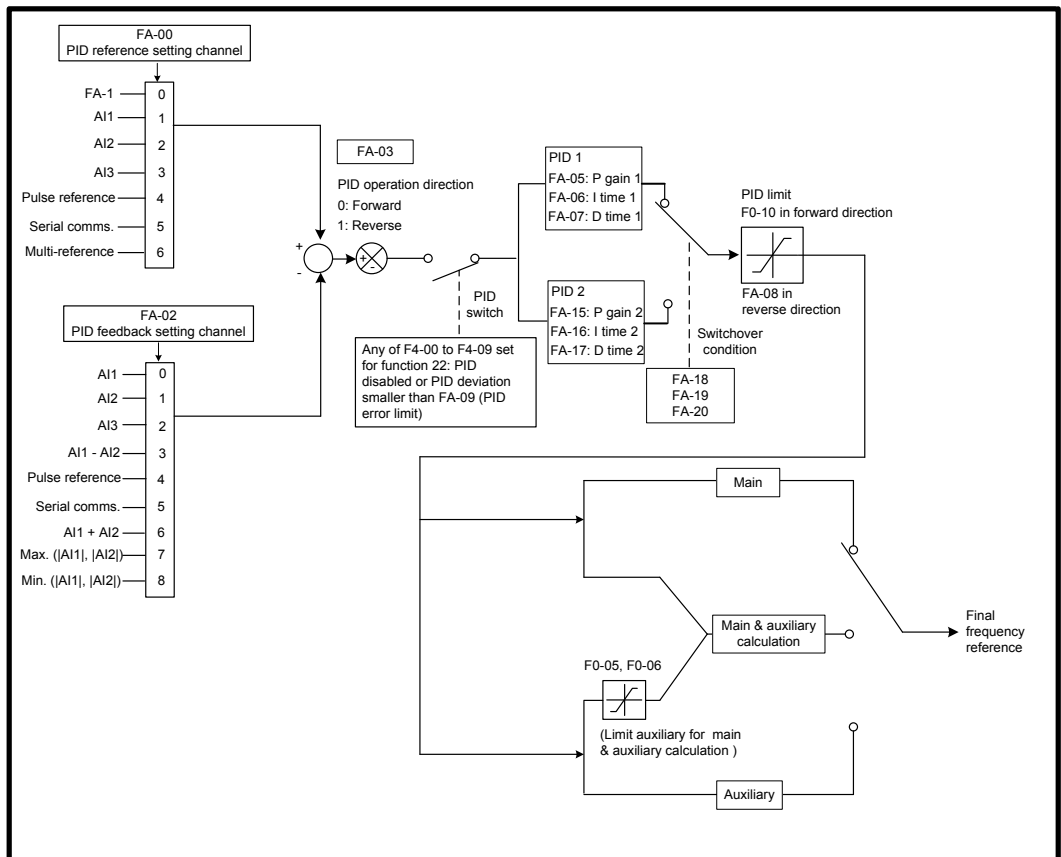 FA-00
PID reference setting channel
FA-1
0
AI1
1
AI2
2
AI3
3
Pulse reference
4
Serial comms.
5
Multi-reference
6
FA-02
PID feedback setting channel
AI1
0
AI2
1
AI3
2
AI1 - AI2
3
Pulse reference
4
Serial comms.
5
AI1 + AI2
6
Max. (|AI1|, |AI2|)
7
Min. (|AI1|, |AI2|)
8
+
-
FA-03
PID operation direction
0: Forward
1: Reverse
+
-
PID
switch
Any of F4-00 to F4-09 set
for function 22: PID
disabled or PID deviation
smaller than FA-09 (PID
error limit)
PID 1
FA-05: P gain 1
FA-06: I time 1
FA-07: D time 1
PID 2
FA-15: P gain 2
FA-16: I time 2
FA-17: D time 2
Switchover
condition
FA-18
FA-19
FA-20
PID limit
F0-10 in forward direction
FA-08 in
reverse direction
Main
Main & auxiliary
calculation
F0-05, F0-06
(Limit auxiliary for main
& auxiliary calculation )
Auxiliary
Final
frequency
reference